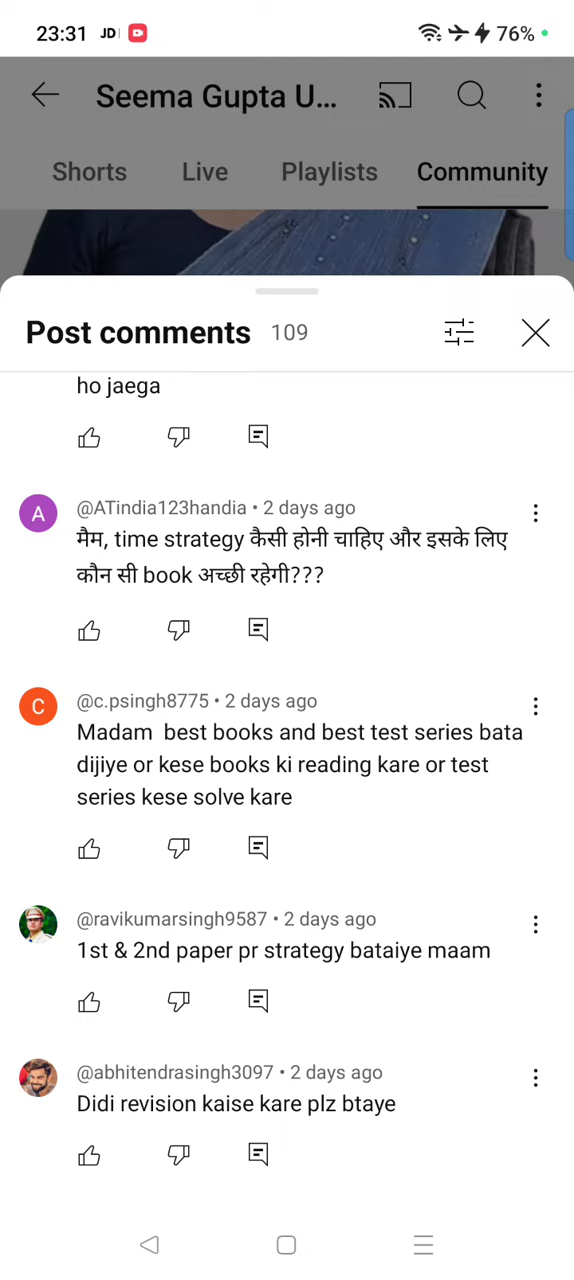 23:31 JD 76%
Seema Gupta U...
Shorts Live Playlists Community
Post comments 109
ho jaega
A
@ATindia123handia • 2 days ago
मैम, time strategy कैसी होनी चाहिए और इसके लिए
कौन सी book अच्छी रहेगी???
C
@c.psingh8775 • 2 days ago
Madam best books and best test series bata
dijiye or kese books ki reading kare or test
series kese solve kare
@ravikumarsingh9587 • 2 days ago
1st & 2nd paper pr strategy bataiye maam
@abhitendrasingh3097 • 2 days ago
Didi revision kaise kare plz btaye